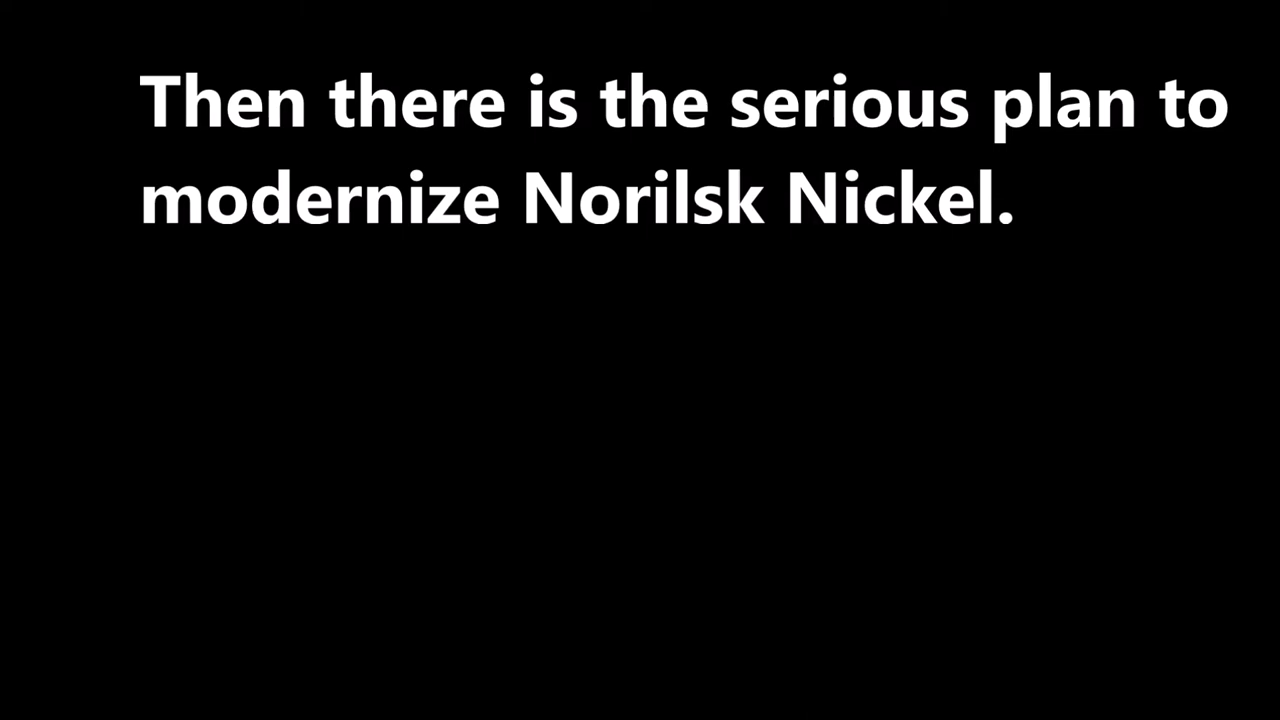 Then there is the serious plan to
modernize Norilsk Nickel.